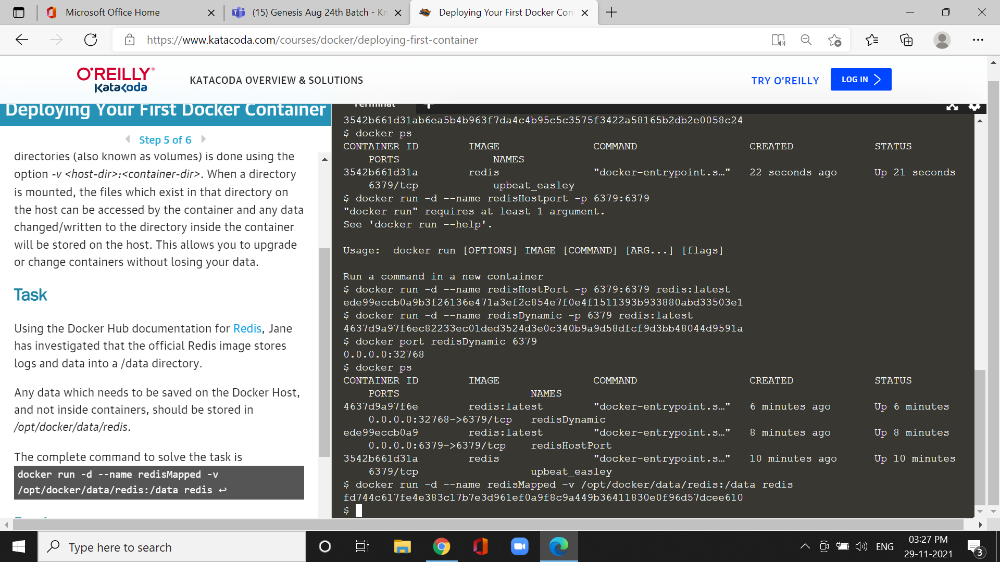 Microsoft Office Home
(15) Genesis Aug 24th Batch - Kn
Deploying Your First Docker Con
https://www.katacoda.com/courses/docker/deploying-first-container
O'REILLY®
Katacoda
KATACODA OVERVIEW & SOLUTIONS
TRY O'REILLY
LOG IN
Deploying Your First Docker Container
Step 5 of 6
directories (also known as volumes) is done using the
option -v <host-dir>:<container-dir>. When a directory
is mounted, the files which exist in that directory on
the host can be accessed by the container and any data
changed/written to the directory inside the container
will be stored on the host. This allows you to upgrade
or change containers without losing your data.
Task
Using the Docker Hub documentation for Redis, Jane
has investigated that the official Redis image stores
logs and data into a /data directory.
Any data which needs to be saved on the Docker Host,
and not inside containers, should be stored in
/opt/docker/data/redis.
The complete command to solve the task is
docker run -d --name redisMapped -v
/opt/docker/data/redis:/data redis ↩
Terminal +
3542b661d31ab6ea5b4b963f7da4c4b95c5c3575f3422a58165b2db2e0058c24
$ docker ps
CONTAINER ID IMAGE COMMAND CREATED STATUS
PORTS NAMES
3542b661d31a redis "docker-entrypoint.s…" 22 seconds ago Up 21 seconds
6379/tcp upbeat_easley
$ docker run -d --name redisHostport -p 6379:6379
"docker run" requires at least 1 argument.
See 'docker run --help'.
Usage: docker run [OPTIONS] IMAGE [COMMAND] [ARG...] [flags]
Run a command in a new container
$ docker run -d --name redisHostPort -p 6379:6379 redis:latest
ede99eccb0a9b3f26136e471a3ef2c854e7f0e4f1511393b933880abd33503e1
$ docker run -d --name redisDynamic -p 6379 redis:latest
4637d9a97f6ec82233ec01ded3524d3e0c340b9a9d58dfcf9d3bb48044d9591a
$ docker port redisDynamic 6379
0.0.0.0:32768
$ docker ps
CONTAINER ID IMAGE COMMAND CREATED STATUS
PORTS NAMES
4637d9a97f6e redis:latest "docker-entrypoint.s…" 6 minutes ago Up 6 minutes
0.0.0.0:32768->6379/tcp redisDynamic
ede99eccb0a9 redis:latest "docker-entrypoint.s…" 8 minutes ago Up 8 minutes
0.0.0.0:6379->6379/tcp redisHostPort
3542b661d31a redis "docker-entrypoint.s…" 10 minutes ago Up 10 minutes
6379/tcp upbeat_easley
$ docker run -d --name redisMapped -v /opt/docker/data/redis:/data redis
fd744c617fe4e383c17b7e3d961ef0a9f8c9a449b36411830e0f96d57dcee610
$
Type here to search
ENG
03:27 PM
29-11-2021
3